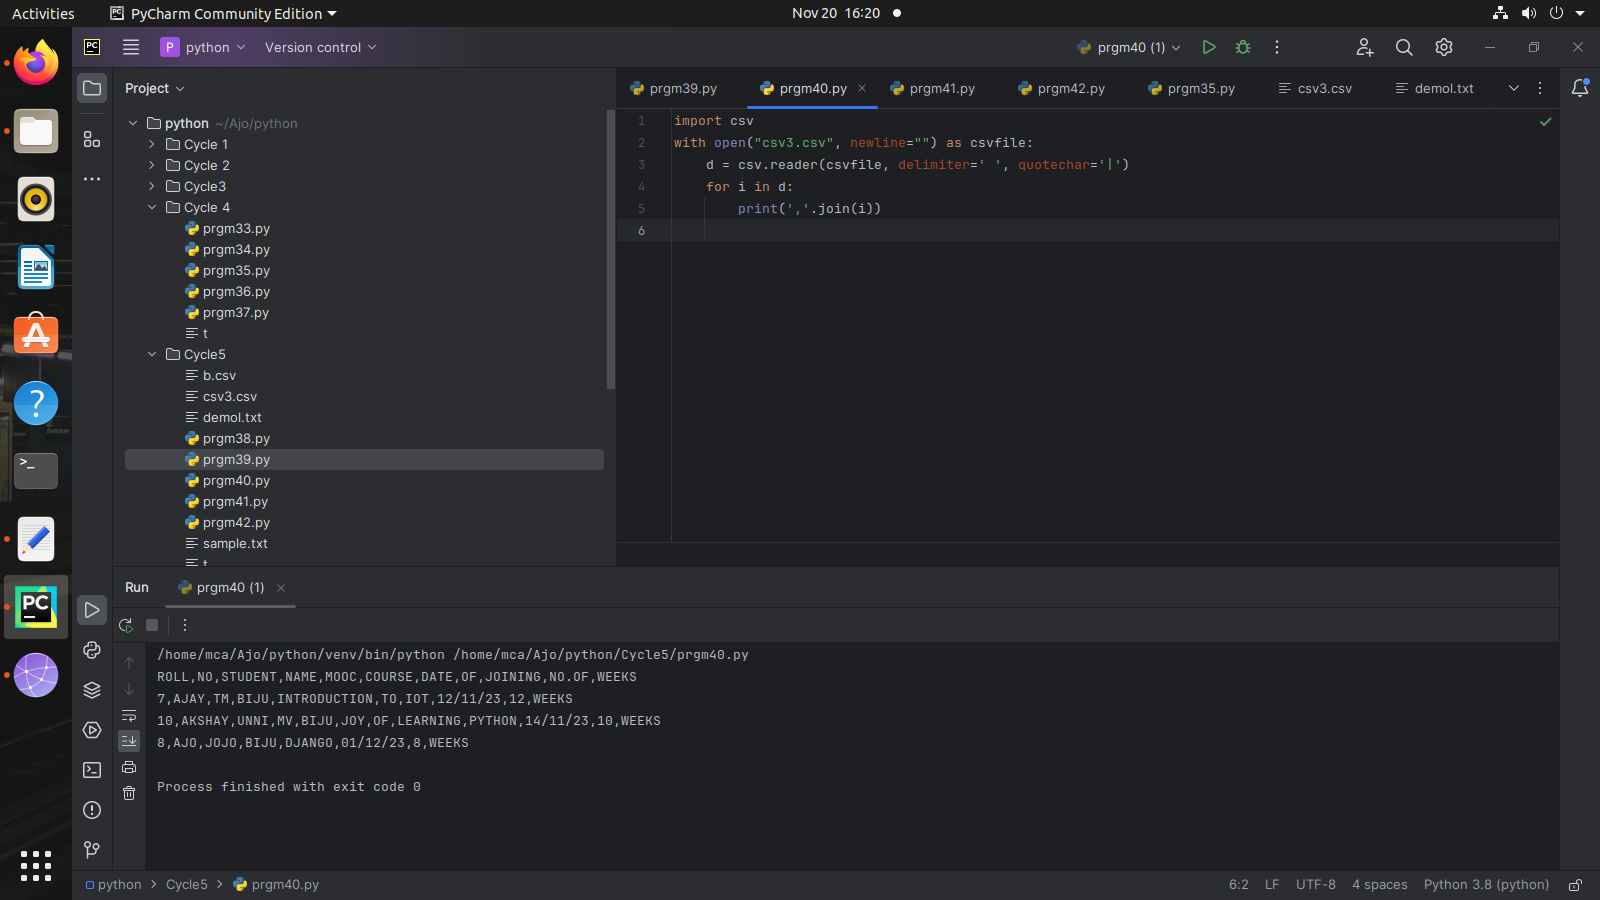 Activities
PyCharm Community Edition
Nov 20 16:20
PC
P python
Version control
prgm40 (1)
Project
prgm39.py
prgm40.py
prgm41.py
prgm42.py
prgm35.py
csv3.csv
demol.txt
python ~/Ajo/python
Cycle 1
Cycle 2
Cycle3
Cycle 4
prgm33.py
prgm34.py
prgm35.py
prgm36.py
prgm37.py
t
Cycle5
b.csv
csv3.csv
demol.txt
prgm38.py
prgm39.py
prgm40.py
prgm41.py
prgm42.py
sample.txt
t
1 import csv
2 with open("csv3.csv", newline="") as csvfile:
3 d = csv.reader(csvfile, delimiter=' ', quotechar='|')
4 for i in d:
5 print(','.join(i))
6
Run
prgm40 (1)
/home/mca/Ajo/python/venv/bin/python /home/mca/Ajo/python/Cycle5/prgm40.py
ROLL,NO,STUDENT,NAME,MOOC,COURSE,DATE,OF,JOINING,NO.OF,WEEKS
7,AJAY,TM,BIJU,INTRODUCTION,TO,IOT,12/11/23,12,WEEKS
10,AKSHAY,UNNI,MV,BIJU,JOY,OF,LEARNING,PYTHON,14/11/23,10,WEEKS
8,AJO,JOJO,BIJU,DJANGO,01/12/23,8,WEEKS
Process finished with exit code 0
PC
python > Cycle5 > prgm40.py
6:2 LF UTF-8 4 spaces Python 3.8 (python)